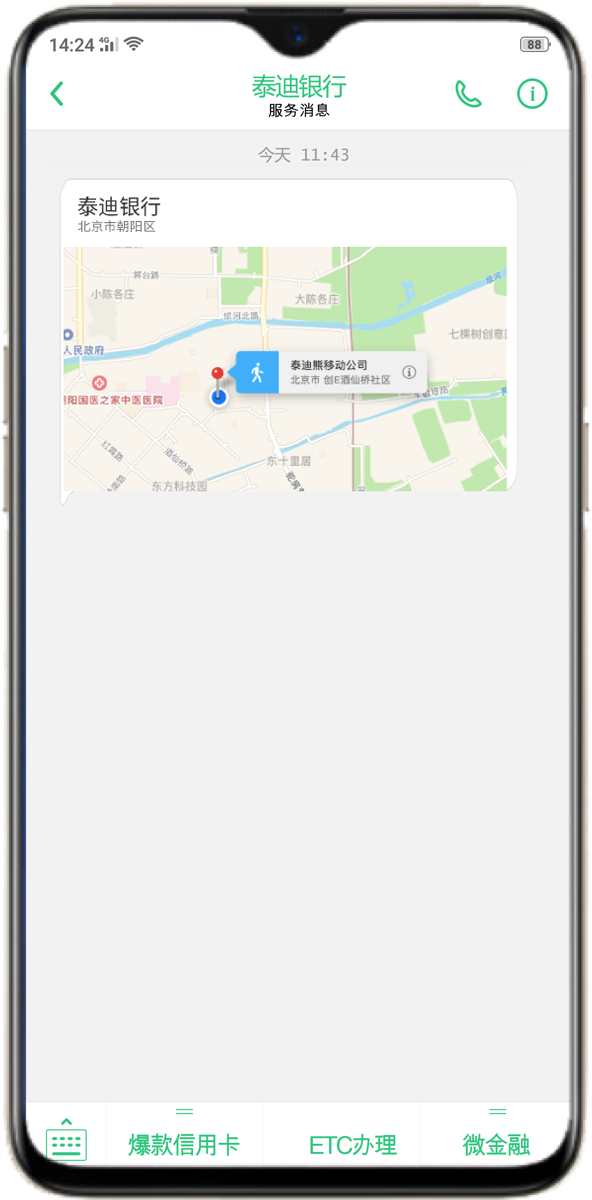 14:24 4G 88
泰迪银行
服务消息
今天 11:43
泰迪银行
北京市朝阳区
将台路
小陈各庄
大陈各庄
坝河北路
坝河
七棵树创意
人民政府
泰迪熊移动公司
北京市 创E酒仙桥社区
朝阳国医之家中医医院
红霞路
酒仙桥路
东十里居
东方科技园
驼房
爆款信用卡
ETC办理
微金融